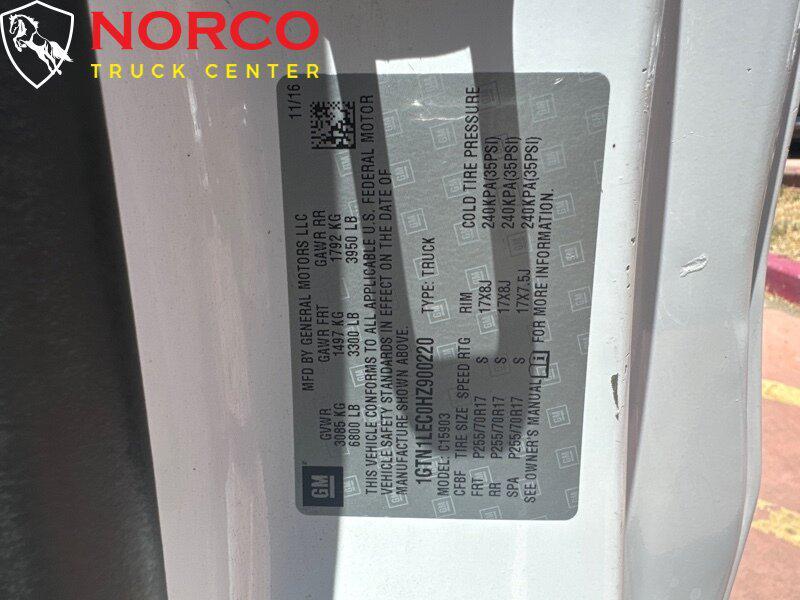 NORCO
TRUCK CENTER
GM
MFD BY GENERAL MOTORS LLC
11/16
GVWR GAWR FRT GAWR RR
3085 KG 1497 KG 1792 KG
6800 LB 3300 LB 3950 LB
THIS VEHICLE CONFORMS TO ALL APPLICABLE U.S. FEDERAL MOTOR
VEHICLE SAFETY STANDARDS IN EFFECT ON THE DATE OF
MANUFACTURE SHOWN ABOVE.
1GTN1LEC0HZ900220 TYPE: TRUCK
MODEL: C15903
CFBF TIRE SIZE SPEED RTG RIM COLD TIRE PRESSURE
FRT P255/70R17 S 17X8J 240KPA(35PSI)
RR P255/70R17 S 17X8J 240KPA(35PSI)
SPA P255/70R17 S 17X7.5J 240KPA(35PSI)
SEE OWNER'S MANUAL i FOR MORE INFORMATION.